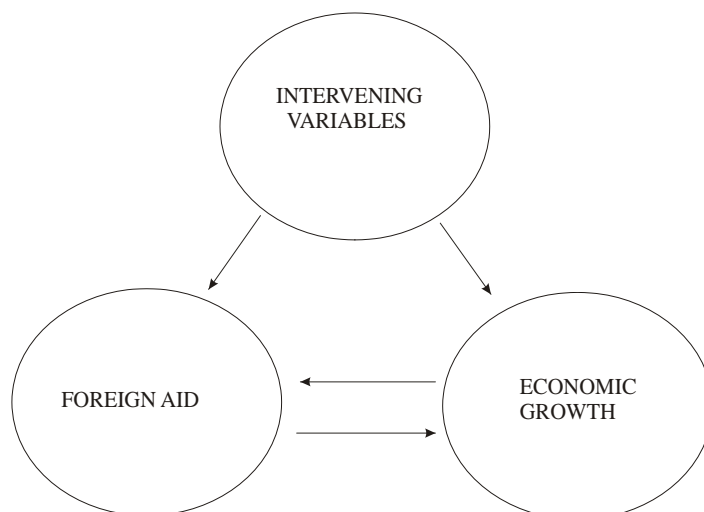 INTERVENING
VARIABLES
FOREIGN AID
ECONOMIC
GROWTH